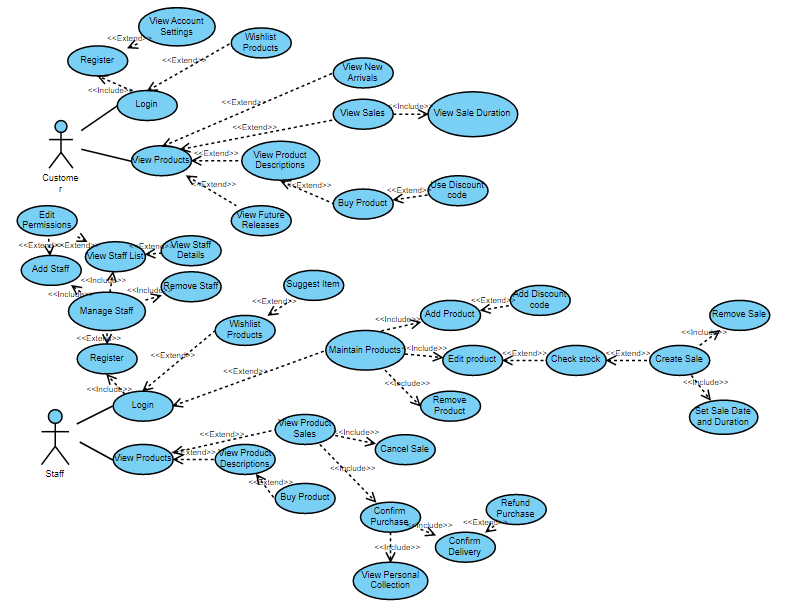 View Account
Settings
<<Extend>>
Wishlist
Products
Register
<<Extend>>
View New
Arrivals
<<Include>>
Login
<<Extend>>
View Sales
<<Include>>
View Sale Duration
<<Extend>>
Custome
r
View Products
<<Extend>>
View Product
Descriptions
<<Extend>>
<<Extend>>
Buy Product
<<Extend>>
Use Discount
code
View Future
Releases
Edit
Permissions
<<Extend>>
<<Extend>>
View Staff List
<<Extend>>
View Staff
Details
Add Staff
<<Include>>
<<Include>>
<<Include>>
Remove Staff
Manage Staff
Suggest Item
<<Extend>>
Wishlist
Products
<<Extend>>
Register
<<Extend>>
<<Include>>
Login
<<Extend>>
Maintain Products
<<Include>>
Add Product
<<Extend>>
Add Discount
code
<<Include>>
Edit product
<<Extend>>
Check stock
<<Extend>>
Create Sale
<<Include>>
Remove Sale
<<Include>>
Set Sale Date
and Duration
<<Include>>
Remove
Product
Staff
View Products
<<Extend>>
View Product
Sales
<<Include>>
Cancel Sale
<<Extend>>
View Product
Descriptions
<<Extend>>
Buy Product
<<Include>>
Confirm
Purchase
<<Include>>
Confirm
Delivery
<<Extend>>
Refund
Purchase
<<Include>>
View Personal
Collection